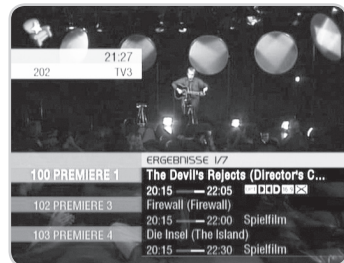 21:27
202 TV3
ERGEBNISSE 1/7
100 PREMIERE 1 The Devil's Rejects (Director's C...
20:15 22:05
102 PREMIERE 3 Firewall (Firewall)
20:15 22:00 Spielfilm
103 PREMIERE 4 Die Insel (The Island)
20:15 22:30 Spielfilm